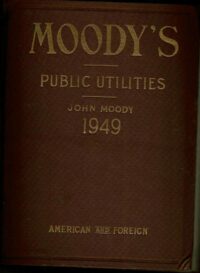 MOODY'S
PUBLIC UTILITIES
JOHN MOODY
1949
AMERICAN AND FOREIGN